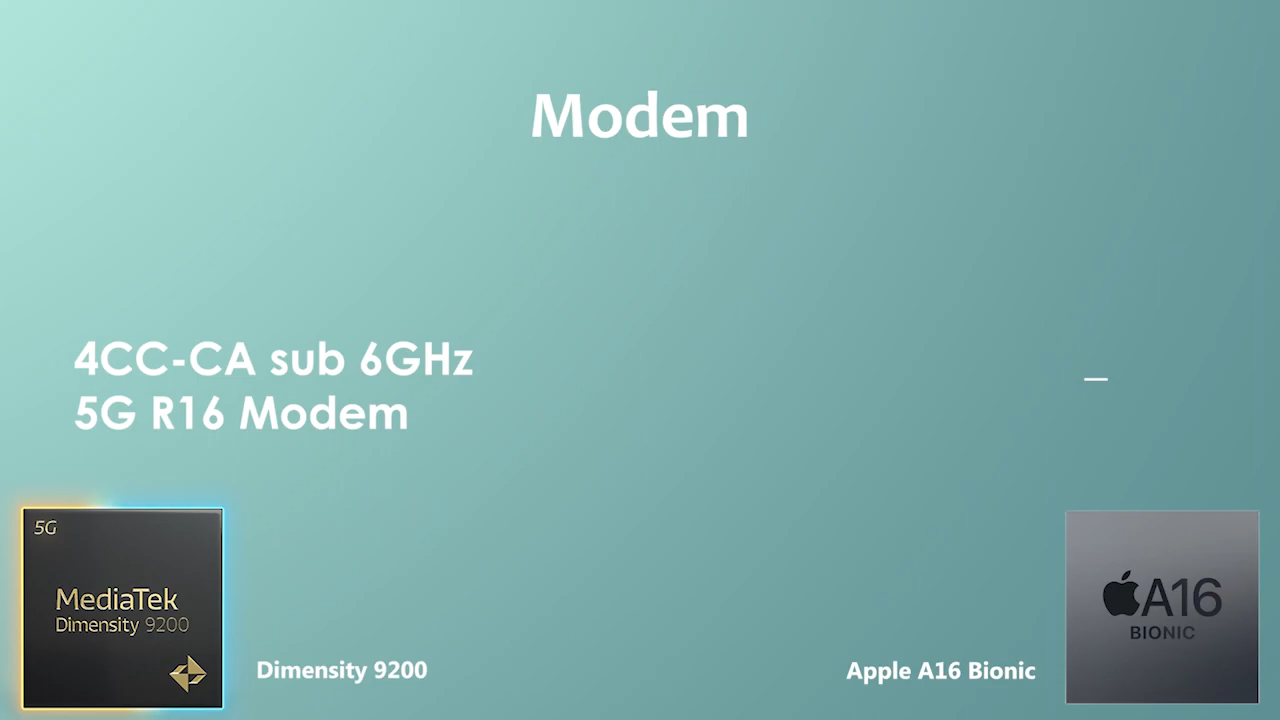 Modem
4CC-CA sub 6GHz
5G R16 Modem
–
5G
MediaTek
Dimensity 9200
Dimensity 9200
Apple A16 Bionic
A16
BIONIC